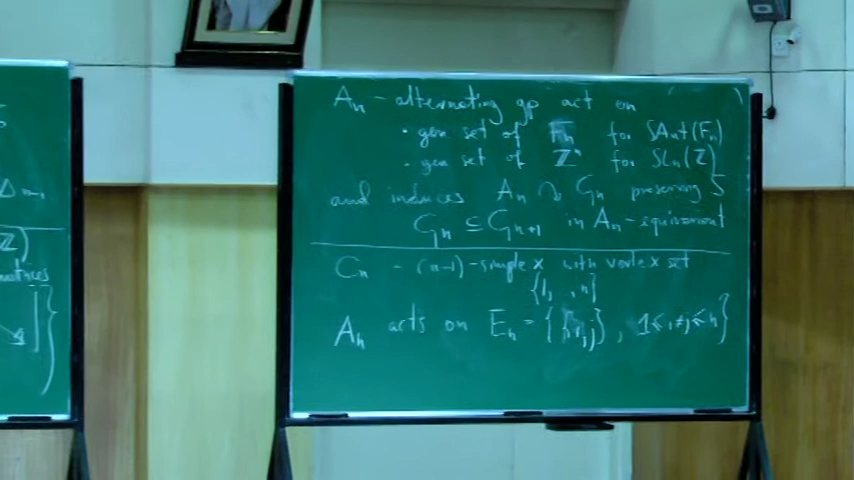 Aₙ - alternating gp act on
• gen set of Fₙ for SAut(Fₙ)
- gen set of ℤⁿ for SLₙ(ℤ)
and induces Aₙ ↷ Gₙ preserving S
Gₙ ⊆ Gₙ₊₁ in Aₙ-equivariant
Cₙ - (n-1)-simplex with vertex set
{1, .., n}
Aₙ acts on Eₙ = { {i,j}, 1≤i≠j≤n}